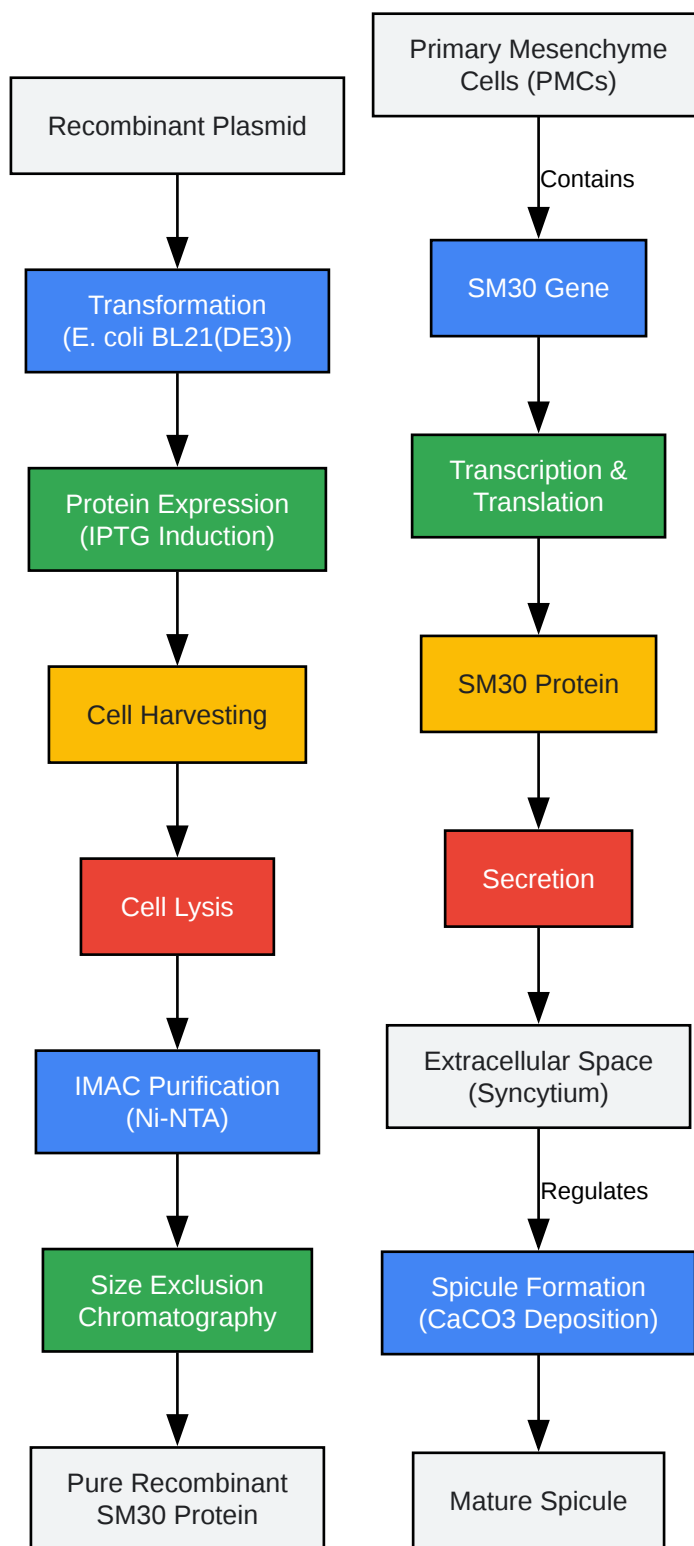 Recombinant Plasmid
Transformation
(E. coli BL21(DE3))
Protein Expression
(IPTG Induction)
Cell Harvesting
Cell Lysis
IMAC Purification
(Ni-NTA)
Size Exclusion
Chromatography
Pure Recombinant
SM30 Protein
Primary Mesenchyme
Cells (PMCs)
Contains
SM30 Gene
Transcription &
Translation
SM30 Protein
Secretion
Extracellular Space
(Syncytium)
Regulates
Spicule Formation
(CaCO3 Deposition)
Mature Spicule